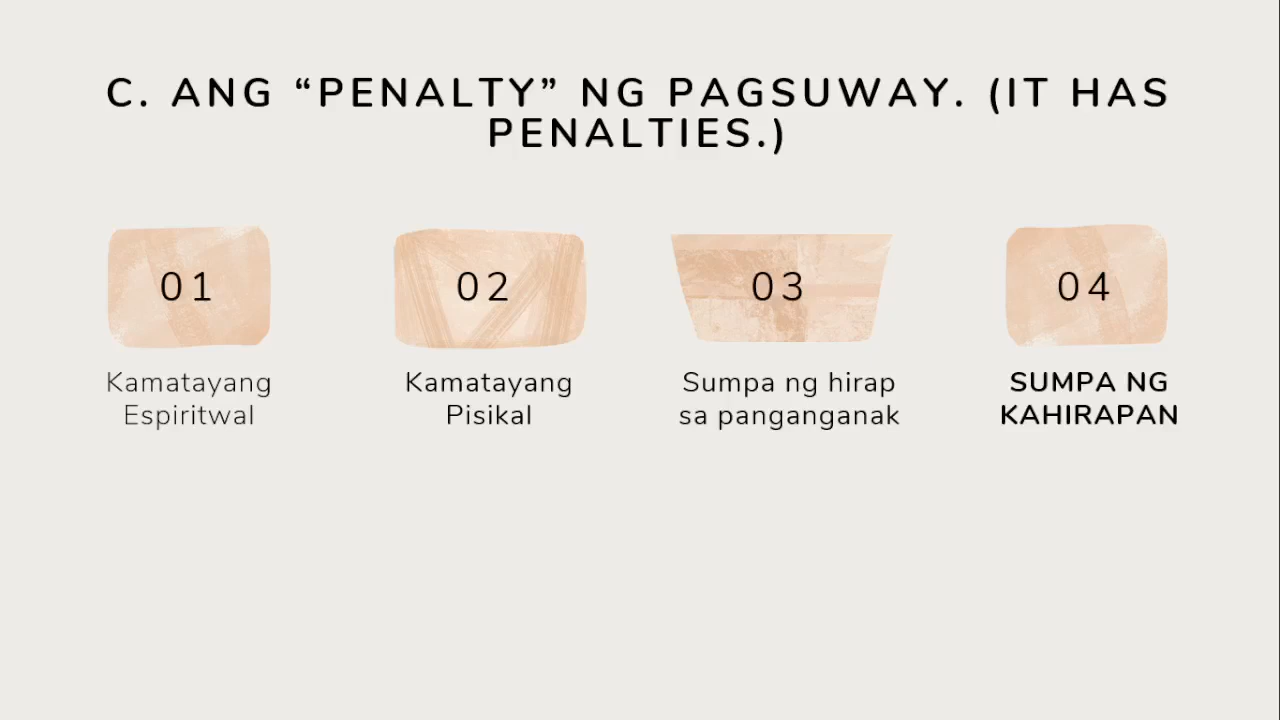 C. ANG “PENALTY” NG PAGSUWAY. (IT HAS
PENALTIES.)
01
02
03
04
Kamatayang
Espiritwal
Kamatayang
Pisikal
Sumpa ng hirap
sa panganganak
SUMPA NG
KAHIRAPAN